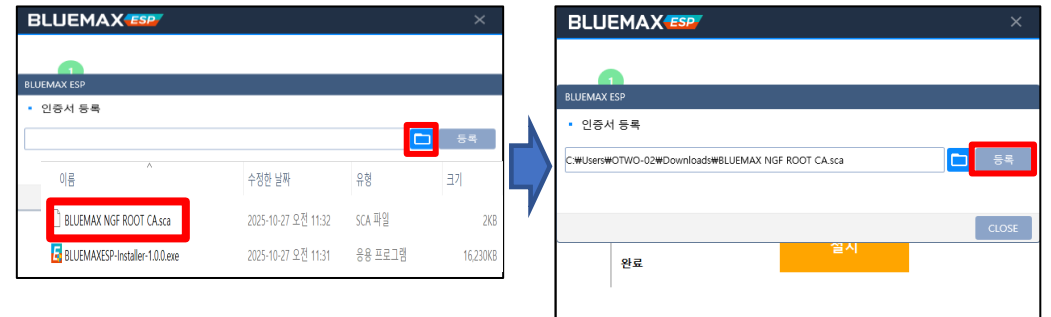 BLUEMAX ESP
1
BLUEMAX ESP
인증서 등록
등록
이름 수정한 날짜 유형 크기
BLUEMAX NGF ROOT CA.sca 2025-10-27 오전 11:32 SCA 파일 2KB
BLUEMAXESP-Installer-1.0.0.exe 2025-10-27 오전 11:31 응용 프로그램 16,230KB
BLUEMAX ESP
1
BLUEMAX ESP
인증서 등록
C:₩Users₩OTWO-02₩Downloads₩BLUEMAX NGF ROOT CA.sca 등록
CLOSE
설치
완료